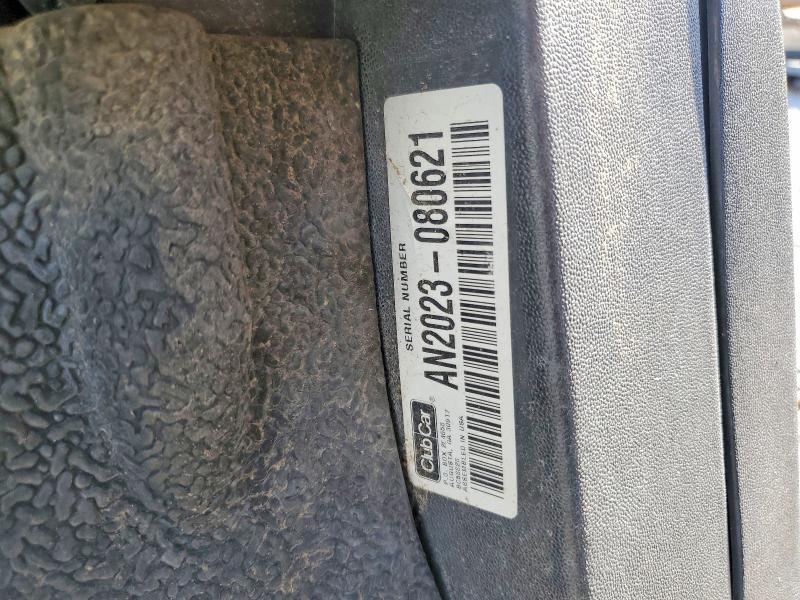 SERIAL NUMBER
AN2023-080621
Club Car®
P.O. BOX 204658
AUGUSTA, GA 30917
ASSEMBLED IN USA